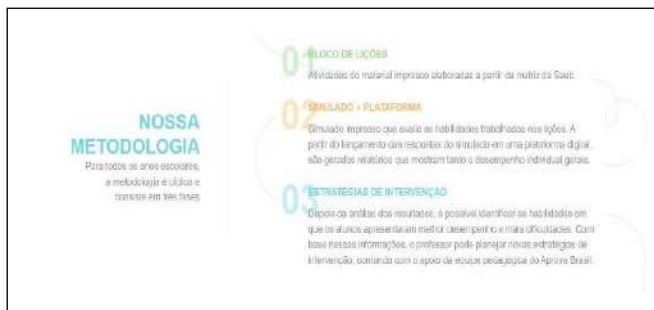 NOSSA
METODOLOGIA
Para todos os anos escolares,
a metodologia é cíclica e
consiste em três fases
01
BLOCO DE LIÇÕES
Atividades do material impresso elaboradas a partir da matriz do Saeb.
02
SIMULADO + PLATAFORMA
Simulado impresso que avalia as habilidades trabalhadas nas lições. A
partir do lançamento das respostas do simulado em uma plataforma digital,
são gerados relatórios que mostram tanto o desempenho individual gerais.
03
ESTRATÉGIAS DE INTERVENÇÃO
Depois da análise dos resultados, é possível identificar as habilidades em
que os alunos apresentaram melhor desempenho e mais dificuldades. Com
base nessas informações, o professor pode planejar novas estratégias de
intervenção, contando com o apoio da equipe pedagógica do Aprova Brasil.